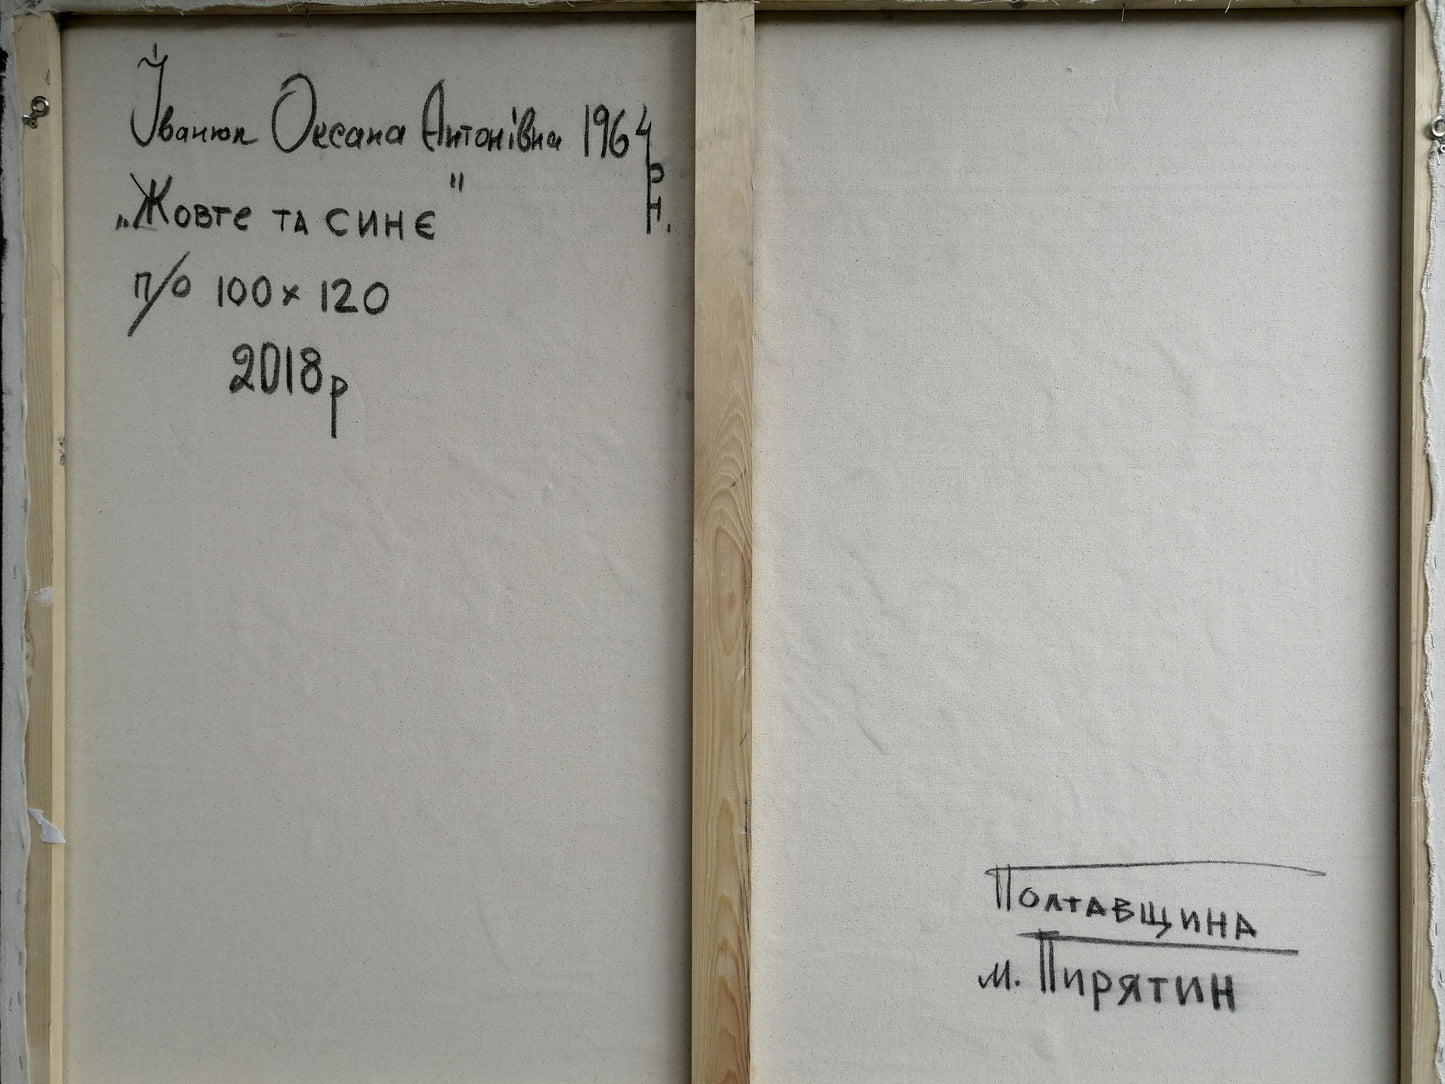 Іванюк Оксана Антонівна 1964 р.н.
„Жовте та синє"
п/о 100 x 120
2018р
Полтавщина
м. Пирятин